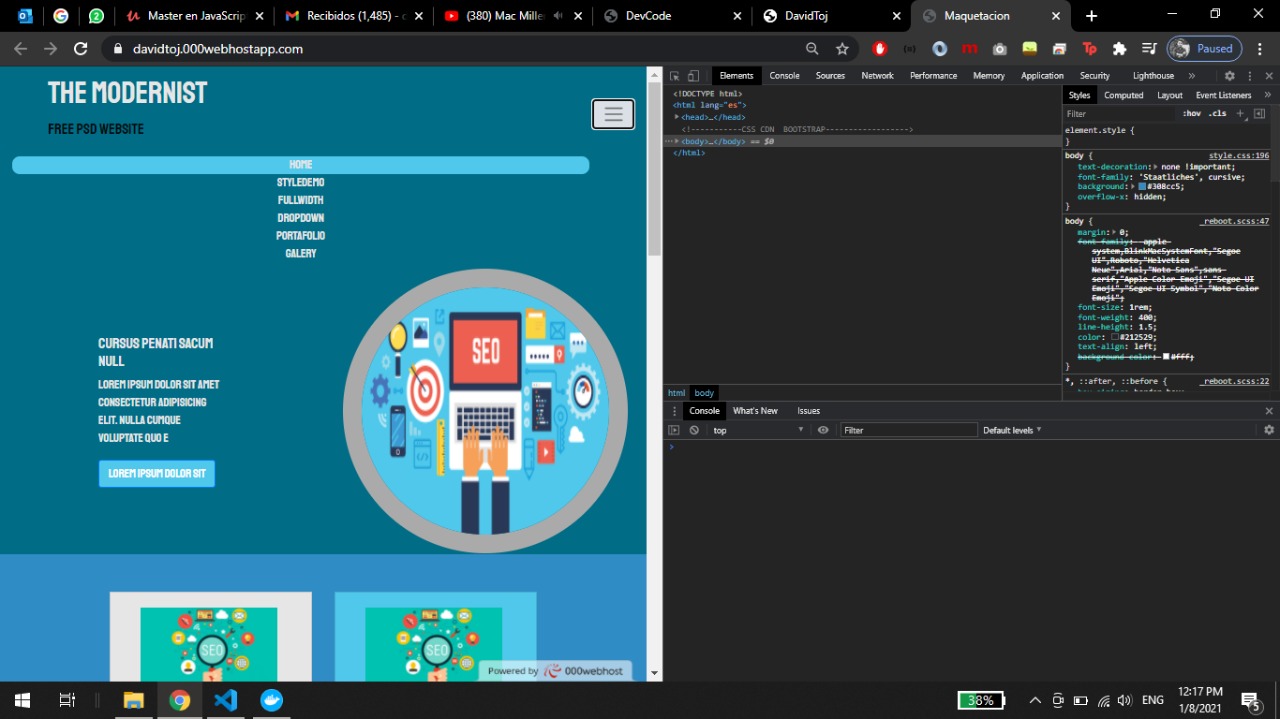 Master en JavaScrip
Recibidos (1,485) - c
(380) Mac Mille
DevCode
DavidToj
Maquetacion
davidtoj.000webhostapp.com
Paused
THE MODERNIST
FREE PSD WEBSITE
HOME
STYLEDEMO
FULLWIDTH
DROPDOWN
PORTAFOLIO
GALERY
CURSUS PENATI SACUM
NULL
LOREM IPSUM DOLOR SIT AMET
CONSECTETUR ADIPISICING
ELIT. NULLA CUMQUE
VOLUPTATE QUO E
LOREM IPSUM DOLOR SIT
SEO
SEO
SEO
Powered by 000webhost
Elements Console Sources Network Performance Memory Application Security Lighthouse »
<!DOCTYPE html>
<html lang="es">
<head>…</head>
<!-----------CSS CDN BOOTSTRAP------------------>
<body>…</body> == $0
</html>
html body
Styles Computed Layout Event Listeners »
Filter :hov .cls
element.style {
}
body { style.css:196
text-decoration: none !important;
font-family: 'Staatliches', cursive;
background: #308cc5;
overflow-x: hidden;
}
body { _reboot.scss:47
margin: 0;
font-family: -apple-
system,BlinkMacSystemFont,"Segoe
UI",Roboto,"Helvetica
Neue",Arial,"Noto Sans",sans-
serif,"Apple Color Emoji","Segoe UI
Emoji","Segoe UI Symbol","Noto Color
Emoji";
font-size: 1rem;
font-weight: 400;
line-height: 1.5;
color: #212529;
text-align: left;
background-color: #fff;
}
*, ::after, ::before { _reboot.scss:22
Console What's New Issues
top Filter Default levels
38% ENG 12:17 PM
1/8/2021
5